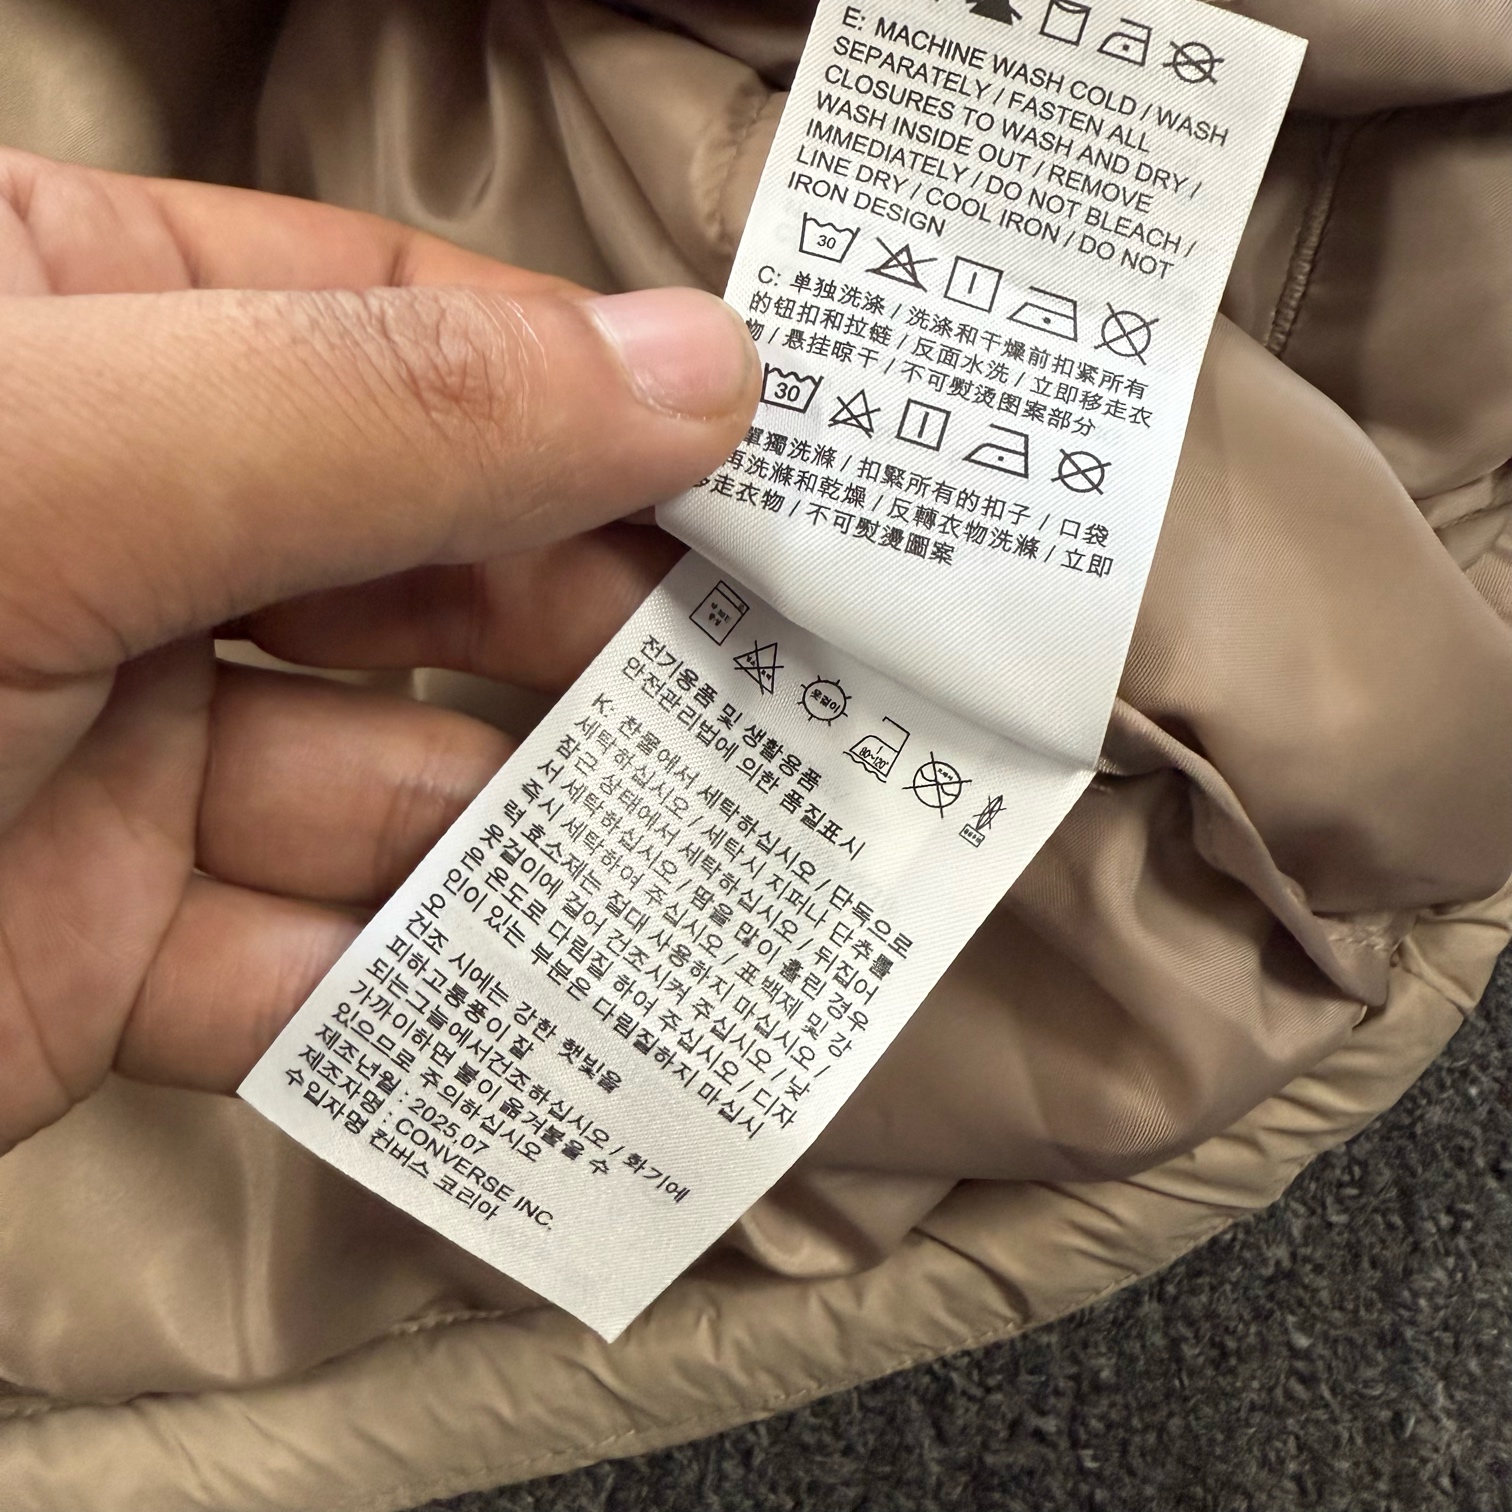 E: MACHINE WASH COLD / WASH
SEPARATELY / FASTEN ALL
CLOSURES TO WASH AND DRY /
WASH INSIDE OUT / REMOVE
IMMEDIATELY / DO NOT BLEACH /
LINE DRY / COOL IRON / DO NOT
IRON DESIGN
30
C: 单独洗涤 / 洗涤和干燥前扣紧所有
的钮扣和拉链 / 反面水洗 / 立即移走衣
物 / 悬挂晾干 / 不可熨烫图案部分
30
單獨洗滌 / 扣緊所有的扣子 / 口袋
再洗滌和乾燥 / 反轉衣物洗滌 / 立即
移走衣物 / 不可熨燙圖案
옷걸이
80~120°
전기용품 및 생활용품
안전관리법에 의한 품질표시
K: 찬물에서 세탁하십시오 / 단독으로
세탁하십시오 / 세탁시 지퍼나 단추를
잠근 상태에서 세탁하십시오 / 뒤집어
서 세탁하십시오 / 땀을 많이 흘린 경우
즉시 세탁하여 주십시오 / 표백제 및 강
력 효소제는 절대 사용하지 마십시오 /
옷걸이에 걸어 건조시켜 주십시오 / 낮
은 온도로 다림질 하여 주십시오 / 디자
인이 있는 부분은 다림질하지 마십시
오
건조 시에는 강한 햇빛을
피하고통풍이 잘
되는그늘에서건조하십시오 / 화기에
가까이하면 불이 옮겨붙을 수
있으므로 주의하십시오
제조년월 : 2025.07
제조자명 : CONVERSE INC.
수입자명 컨버스 코리아